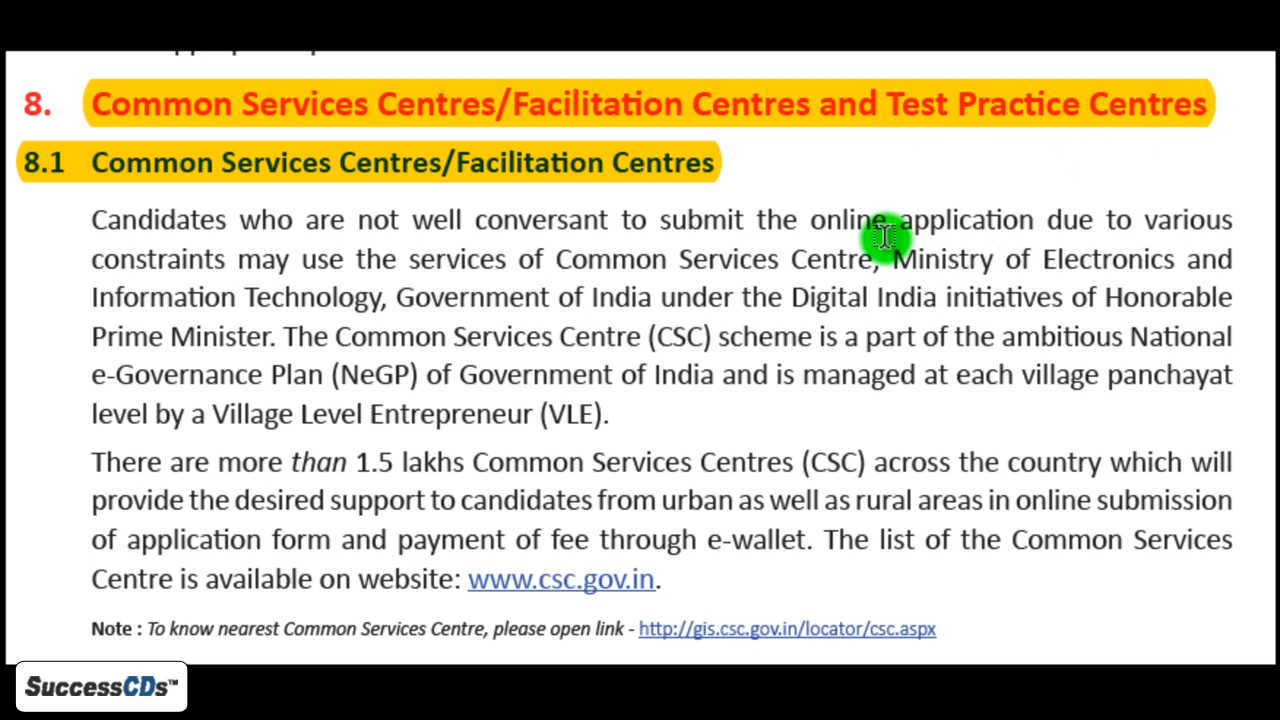 8. Common Services Centres/Facilitation Centres and Test Practice Centres
8.1 Common Services Centres/Facilitation Centres
Candidates who are not well conversant to submit the online application due to various
constraints may use the services of Common Services Centre, Ministry of Electronics and
Information Technology, Government of India under the Digital India initiatives of Honorable
Prime Minister. The Common Services Centre (CSC) scheme is a part of the ambitious National
e-Governance Plan (NeGP) of Government of India and is managed at each village panchayat
level by a Village Level Entrepreneur (VLE).
There are more than 1.5 lakhs Common Services Centres (CSC) across the country which will
provide the desired support to candidates from urban as well as rural areas in online submission
of application form and payment of fee through e-wallet. The list of the Common Services
Centre is available on website: www.csc.gov.in.
Note : To know nearest Common Services Centre, please open link - http://gis.csc.gov.in/locator/csc.aspx
SuccessCDs™